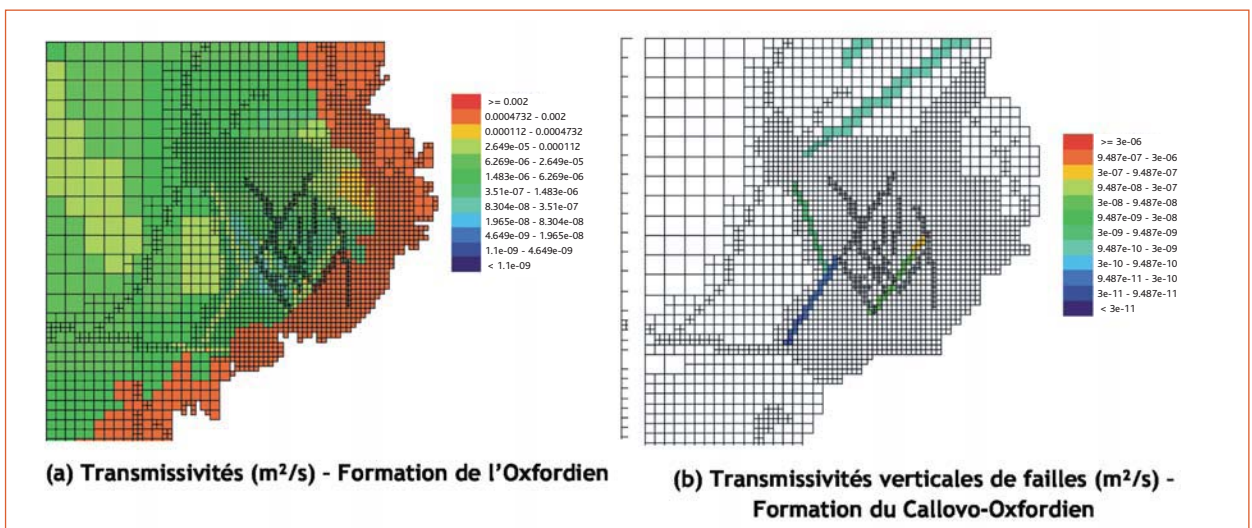 >= 0.002
0.0004732 - 0.002
0.000112 - 0.0004732
2.649e-05 - 0.000112
6.269e-06 - 2.649e-05
1.483e-06 - 6.269e-06
3.51e-07 - 1.483e-06
8.304e-08 - 3.51e-07
1.965e-08 - 8.304e-08
4.649e-09 - 1.965e-08
1.1e-09 - 4.649e-09
< 1.1e-09
(a) Transmissivités (m²/s) - Formation de l'Oxfordien
>= 3e-06
9.487e-07 - 3e-06
3e-07 - 9.487e-07
9.487e-08 - 3e-07
3e-08 - 9.487e-08
9.487e-09 - 3e-08
3e-09 - 9.487e-09
9.487e-10 - 3e-09
3e-10 - 9.487e-10
9.487e-11 - 3e-10
3e-11 - 9.487e-11
< 3e-11
(b) Transmissivités verticales de failles (m²/s) -
Formation du Callovo-Oxfordien